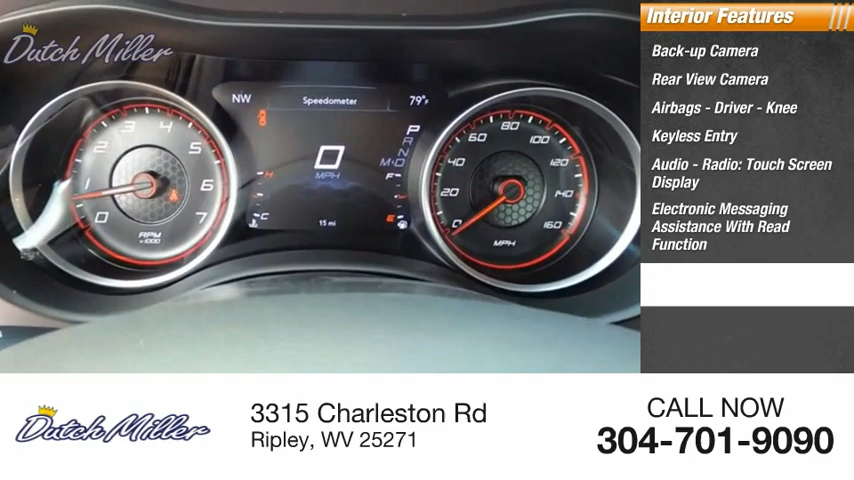 Dutch Miller
NW
Speedometer
79°F
0
MPH
15 mi
H
C
P
R
N
M D
F
E
0
1
2
3
4
5
6
7
RPM
x1000
0
20
40
60
80
100
120
140
160
MPH
Interior Features
Back-up Camera
Rear View Camera
Airbags - Driver - Knee
Keyless Entry
Audio - Radio: Touch Screen
Display
Electronic Messaging
Assistance With Read
Function
Dutch Miller
3315 Charleston Rd
Ripley, WV 25271
CALL NOW
304-701-9090